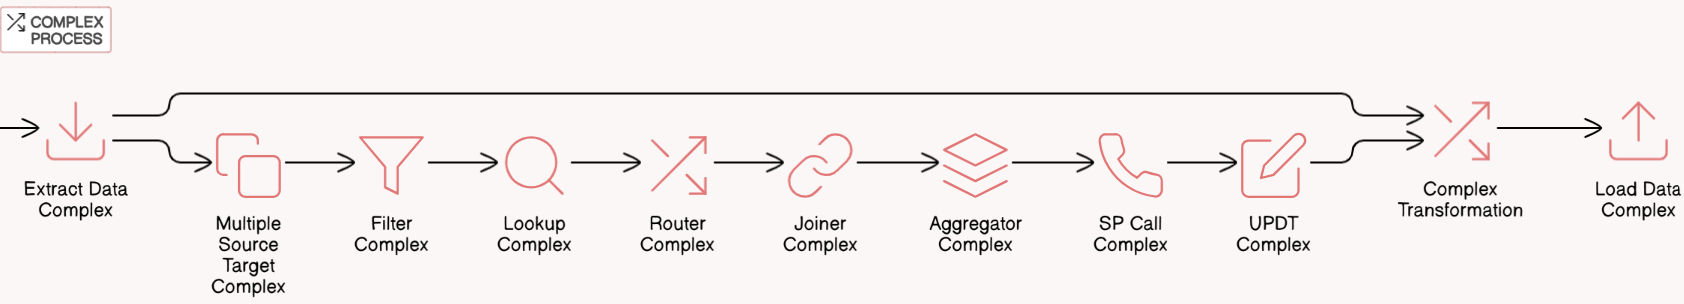 COMPLEX
PROCESS
Extract Data
Complex
Multiple
Source
Target
Complex
Filter
Complex
Lookup
Complex
Router
Complex
Joiner
Complex
Aggregator
Complex
SP Call
Complex
UPDT
Complex
Complex
Transformation
Load Data
Complex